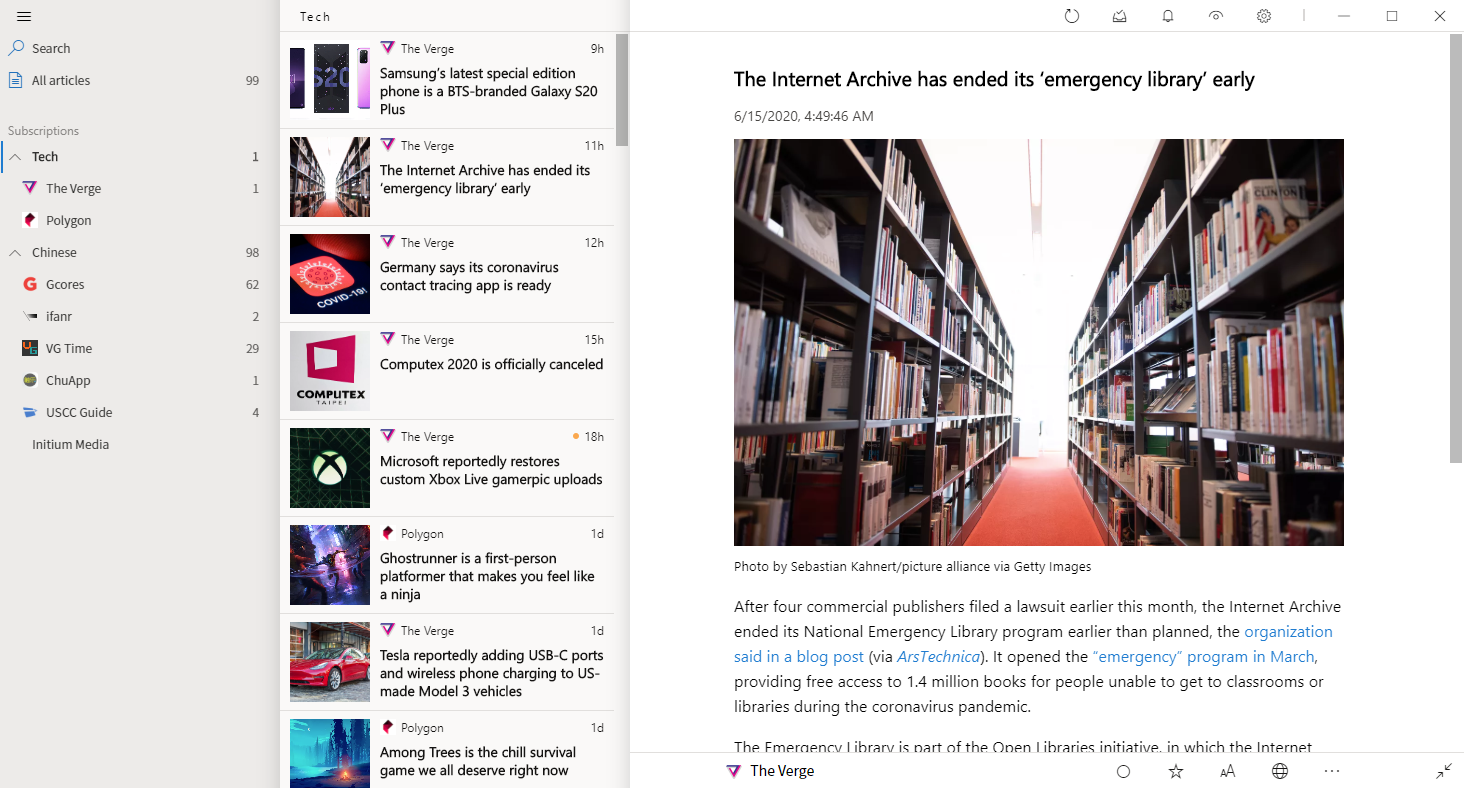 Tech
Search
All articles 99
Subscriptions
Tech 1
The Verge 1
Polygon
Chinese 98
Gcores 62
ifanr 2
VG Time 29
ChuApp 1
USCC Guide 4
Initium Media
The Verge 9h
Samsung’s latest special edition
phone is a BTS-branded Galaxy S20
Plus
S20
The Verge 11h
The Internet Archive has ended its
‘emergency library’ early
The Verge 12h
Germany says its coronavirus
contact tracing app is ready
COVID-19!
The Verge 15h
Computex 2020 is officially canceled
COMPUTEX
TAIPEI
The Verge 18h
Microsoft reportedly restores
custom Xbox Live gamerpic uploads
Polygon 1d
Ghostrunner is a first-person
platformer that makes you feel like
a ninja
The Verge 1d
Tesla reportedly adding USB-C ports
and wireless phone charging to US-
made Model 3 vehicles
Polygon 1d
Among Trees is the chill survival
game we all deserve right now
The Internet Archive has ended its ‘emergency library’ early
6/15/2020, 4:49:46 AM
CLINTON
Photo by Sebastian Kahnert/picture alliance via Getty Images
After four commercial publishers filed a lawsuit earlier this month, the Internet Archive
ended its National Emergency Library program earlier than planned, the organization
said in a blog post (via ArsTechnica). It opened the “emergency” program in March,
providing free access to 1.4 million books for people unable to get to classrooms or
libraries during the coronavirus pandemic.
The Emergency Library is part of the Open Libraries initiative, in which the Internet
The Verge
AA